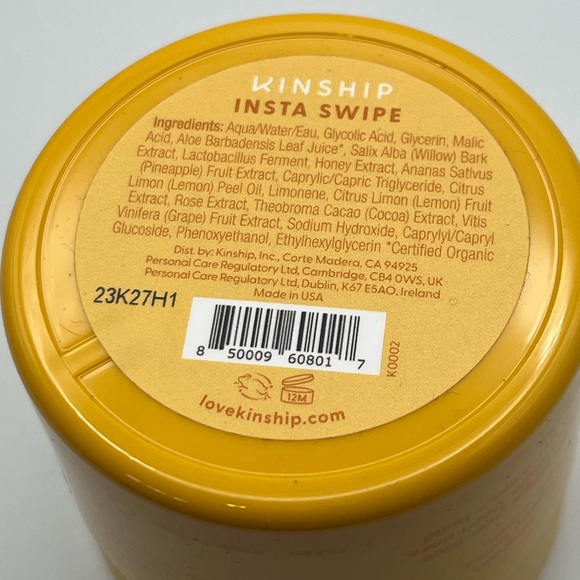 KINSHIP
INSTA SWIPE
Ingredients: Aqua/Water/Eau, Glycolic Acid, Glycerin, Malic
Acid, Aloe Barbadensis Leaf Juice*, Salix Alba (Willow) Bark
Extract, Lactobacillus Ferment, Honey Extract, Ananas Sativus
(Pineapple) Fruit Extract, Caprylic/Capric Triglyceride, Citrus
Limon (Lemon) Peel Oil, Limonene, Citrus Limon (Lemon) Fruit
Extract, Rose Extract, Theobroma Cacao (Cocoa) Extract, Vitis
Vinifera (Grape) Fruit Extract, Sodium Hydroxide, Caprylyl/Capryl
Glucoside, Phenoxyethanol, Ethylhexylglycerin *Certified Organic
Dist. by: Kinship, Inc., Corte Madera, CA 94925
Personal Care Regulatory Ltd, Cambridge, CB4 0WS, UK
Personal Care Regulatory Ltd, Dublin, K67 E5AO, Ireland
Made in USA
23K27H1
8 50009 60801 7
K0002
12M
lovekinship.com